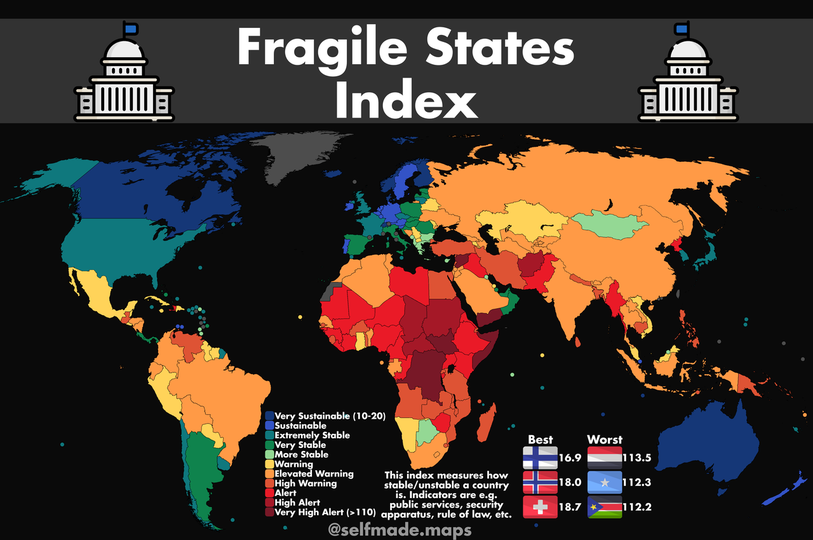 Fragile States
Index
Very Sustainable (10-20)
Sustainable
Extremely Stable
Very Stable
More Stable
Warning
Elevated Warning
High Warning
Alert
High Alert
Very High Alert (>110)
This index measures how
stable/unstable a country
is. Indicators are e.g.
public services, security
apparatus, rule of law, etc.
Best Worst
16.9 113.5
18.0 112.3
18.7 112.2
@selfmade.maps